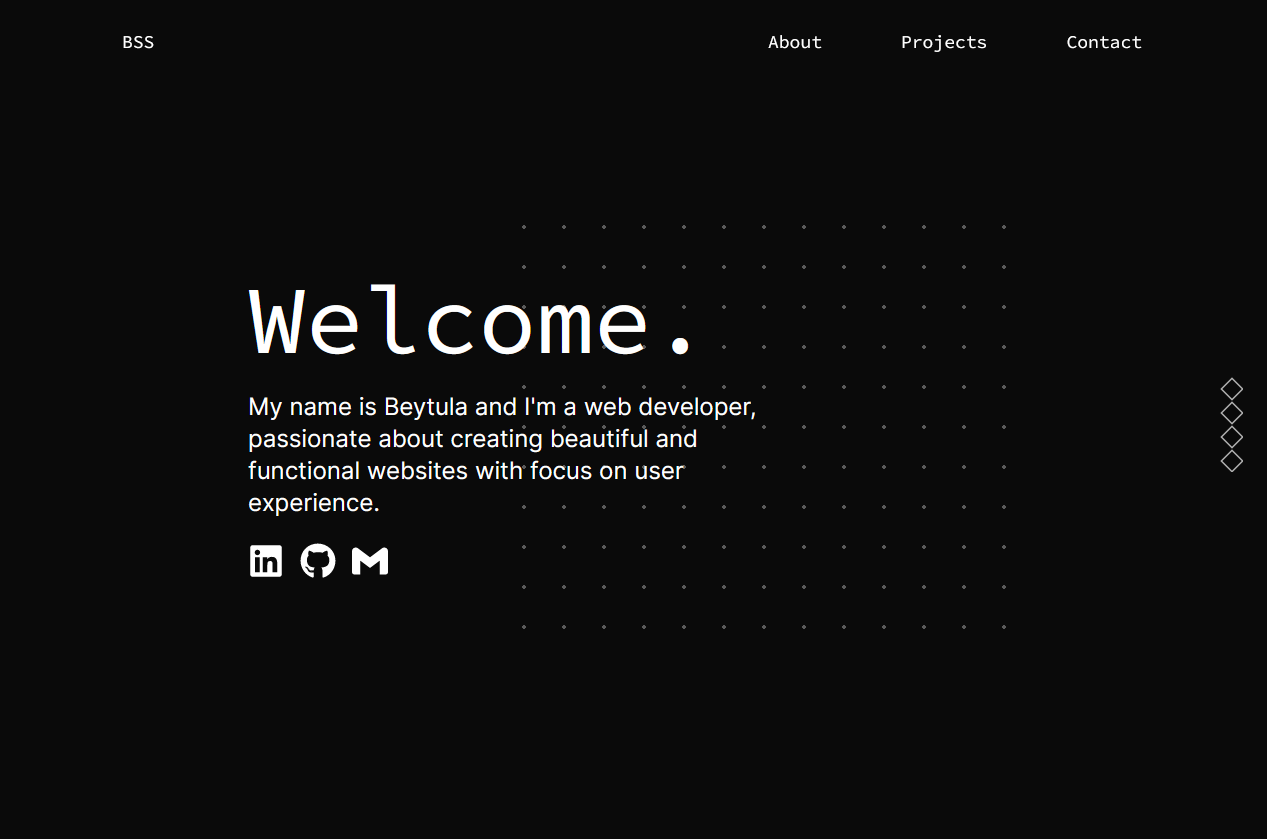 BSS
About
Projects
Contact
Welcome.
My name is Beytula and I'm a web developer,
passionate about creating beautiful and
functional websites with focus on user
experience.
in